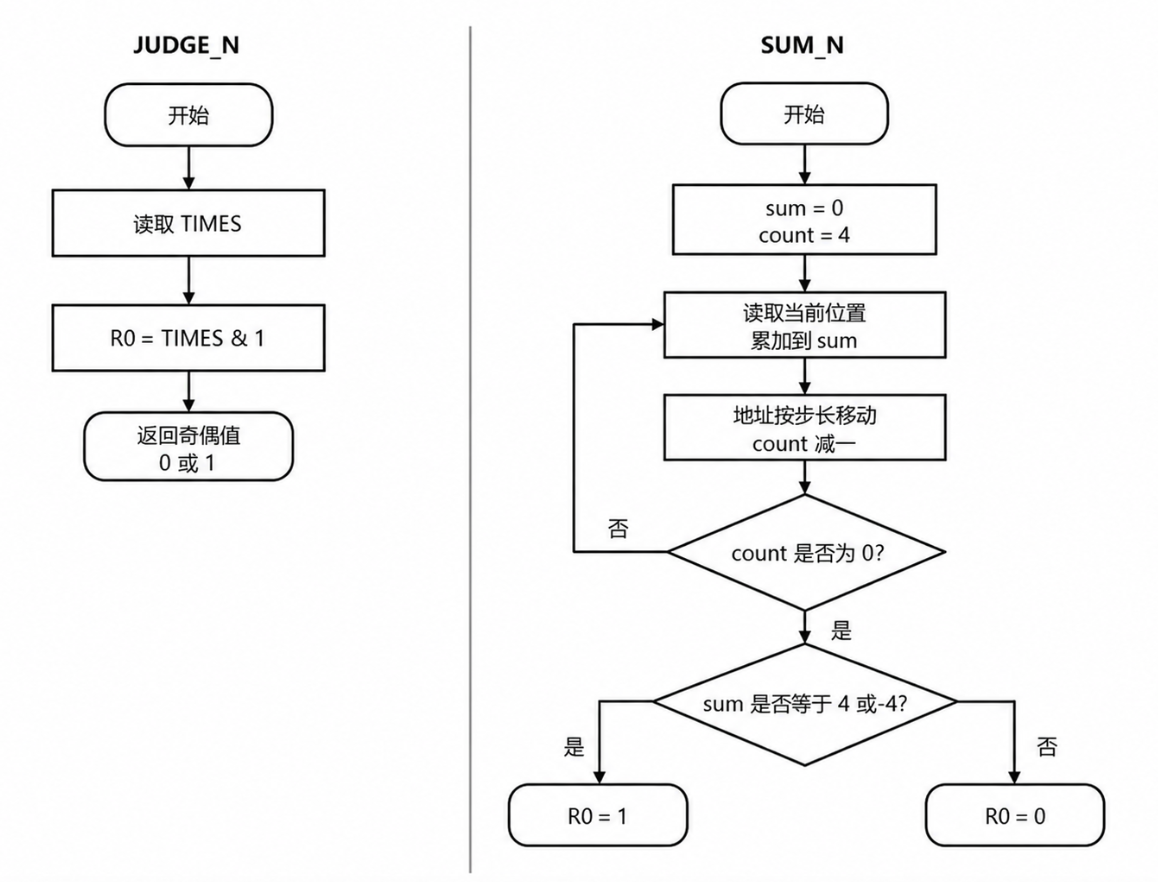 JUDGE_N
开始
读取 TIMES
R0 = TIMES & 1
返回奇偶值
0 或 1
SUM_N
开始
sum = 0
count = 4
读取当前位置
累加到 sum
地址按步长移动
count 减一
count 是否为 0?
否
是
sum 是否等于 4 或-4?
是
否
R0 = 1
R0 = 0